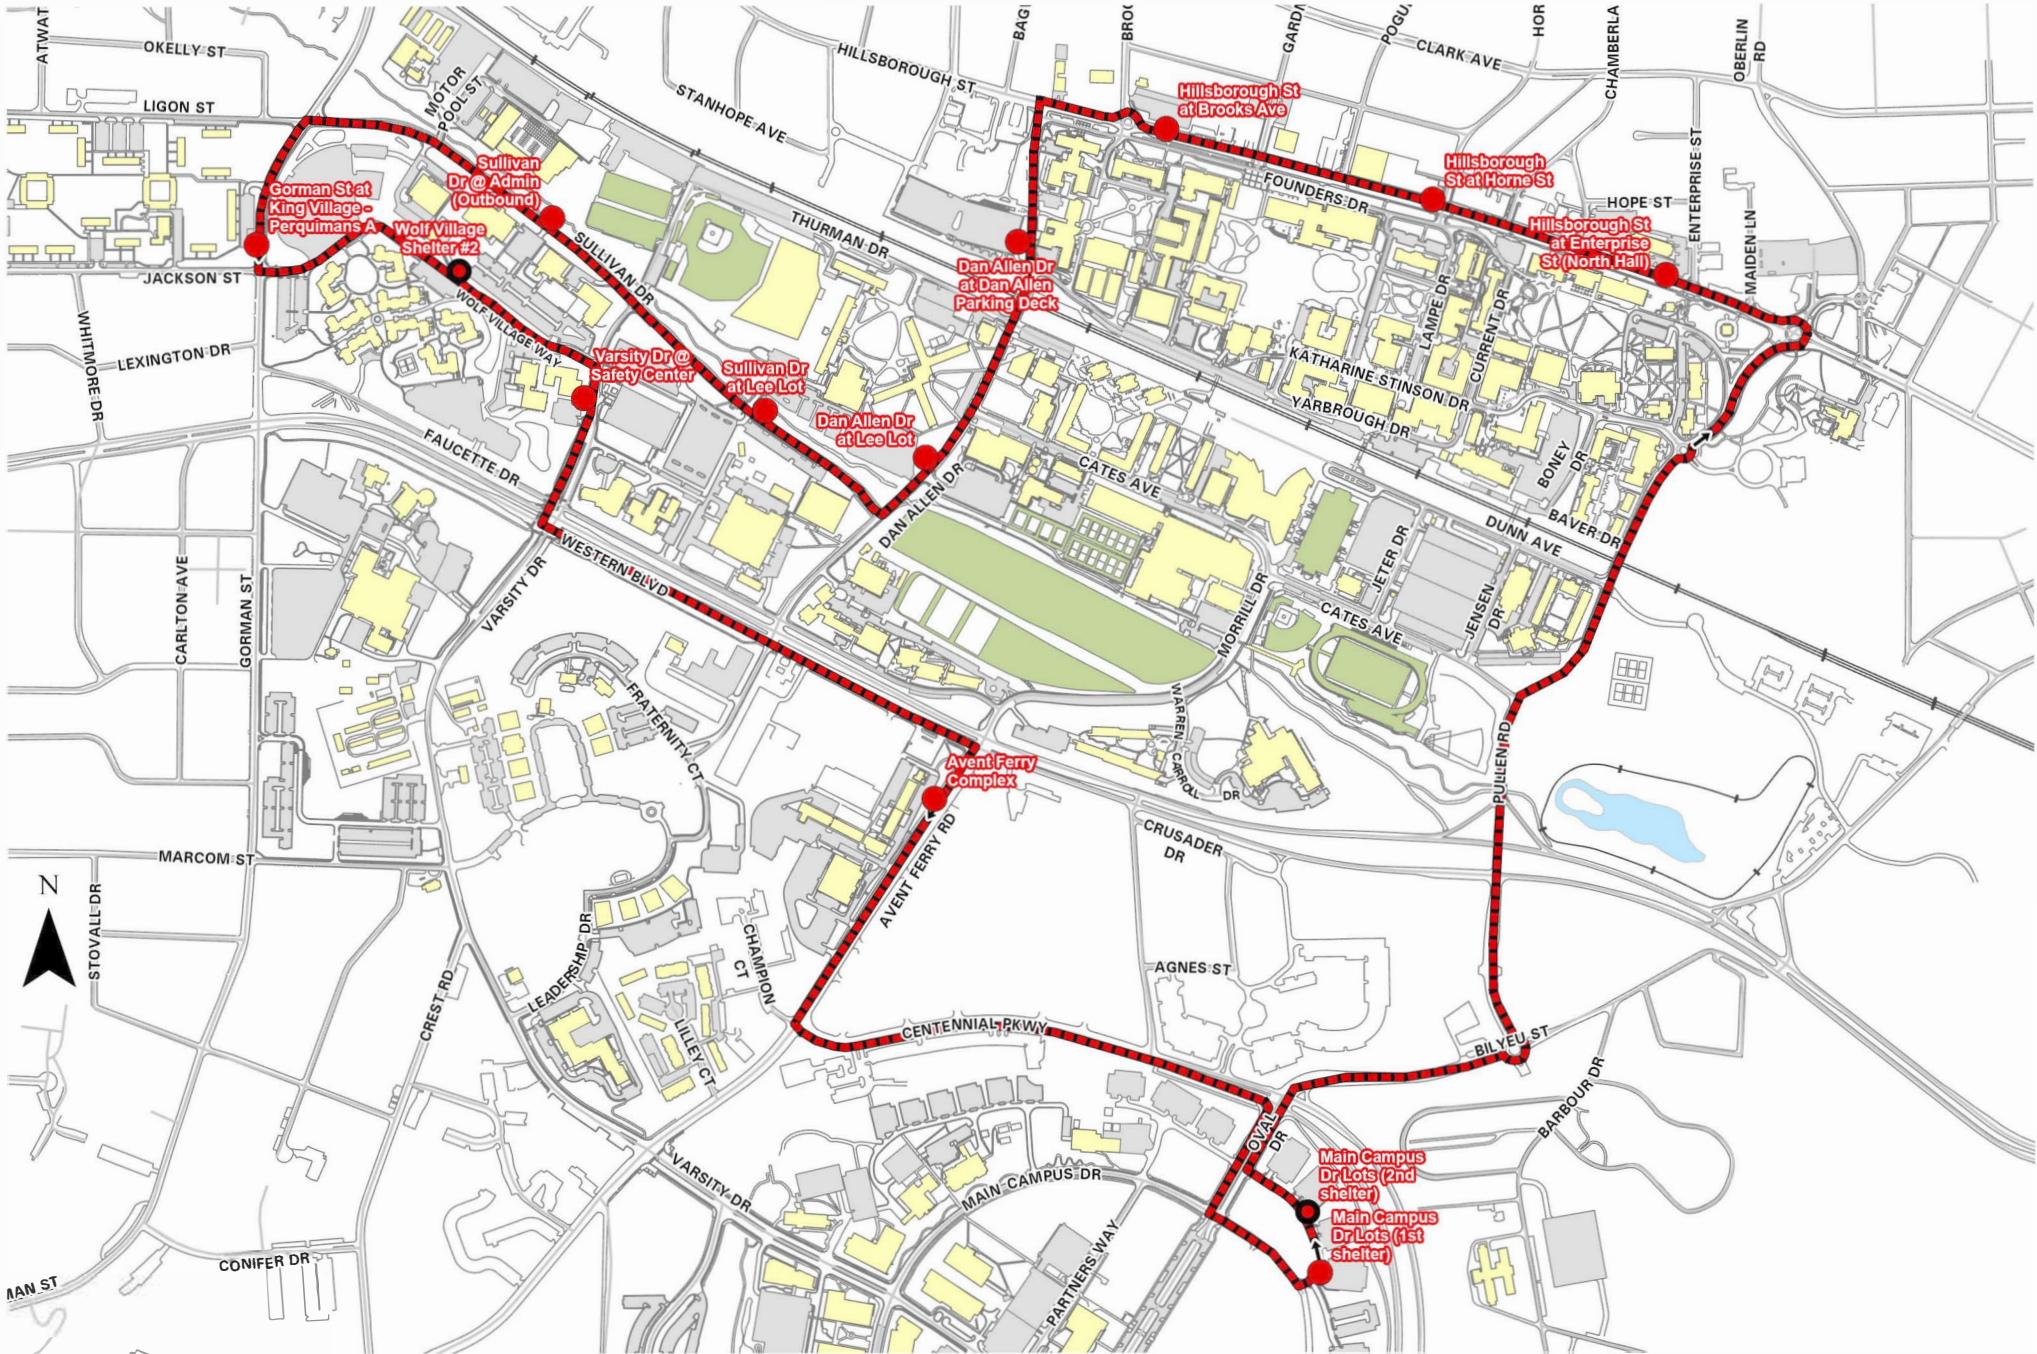 ATWAT
OKELLY ST
MOTOR
POOL ST
LIGON ST
STANHOPE AVE
HILLSBOROUGH ST
BAGI
BROO
GARDN
POGU
CLARK AVE
HOR
CHAMBERLA
OBERLIN
RD
Hillsborough St
at Brooks Ave
Sullivan
Dr @ Admin
(Outbound)
Gorman St at
King Village -
Perquimans A
Wolf Village
Shelter #2
JACKSON ST
SULLIVAN DR
THURMAN DR
Dan Allen Dr
at Dan Allen
Parking Deck
FOUNDERS DR
Hillsborough
St at Horne St
HOPE ST
ENTERPRISE ST
MAIDEN LN
Hillsborough St
at Enterprise
St (North Hall)
WHITMORE DR
LEXINGTON DR
WOLF VILLAGE WAY
Varsity Dr @
Safety Center
Sullivan Dr
at Lee Lot
Dan Allen Dr
at Lee Lot
LAMPE DR
CURRENT DR
KATHARINE STINSON DR
YARBROUGH DR
BONEY
DR
BAVER DR
FAUCETTE DR
DAN ALLEN DR
CATES AVE
DUNN AVE
CARLTON AVE
GORMAN ST
WESTERN BLVD
VARSITY DR
MORRILL DR
JETER DR
CATES AVE
JENSEN
DR
FRATERNITY CT
WARREN CARROLL DR
PULLEN RD
Avent Ferry
Complex
AVENT FERRY RD
CRUSADER
DR
MARCOM ST
N
STOVALL DR
CREST RD
LEADERSHIP DR
CHAMPION
CT
LILLEY CT
AGNES ST
CENTENNIAL PKWY
BILYEU ST
BARBOUR DR
OVAL
DR
Main Campus
Dr Lots (2nd
shelter)
Main Campus
Dr Lots (1st
shelter)
VARSITY DR
MAIN CAMPUS DR
PARTNERS WAY
CONIFER DR
MAN ST